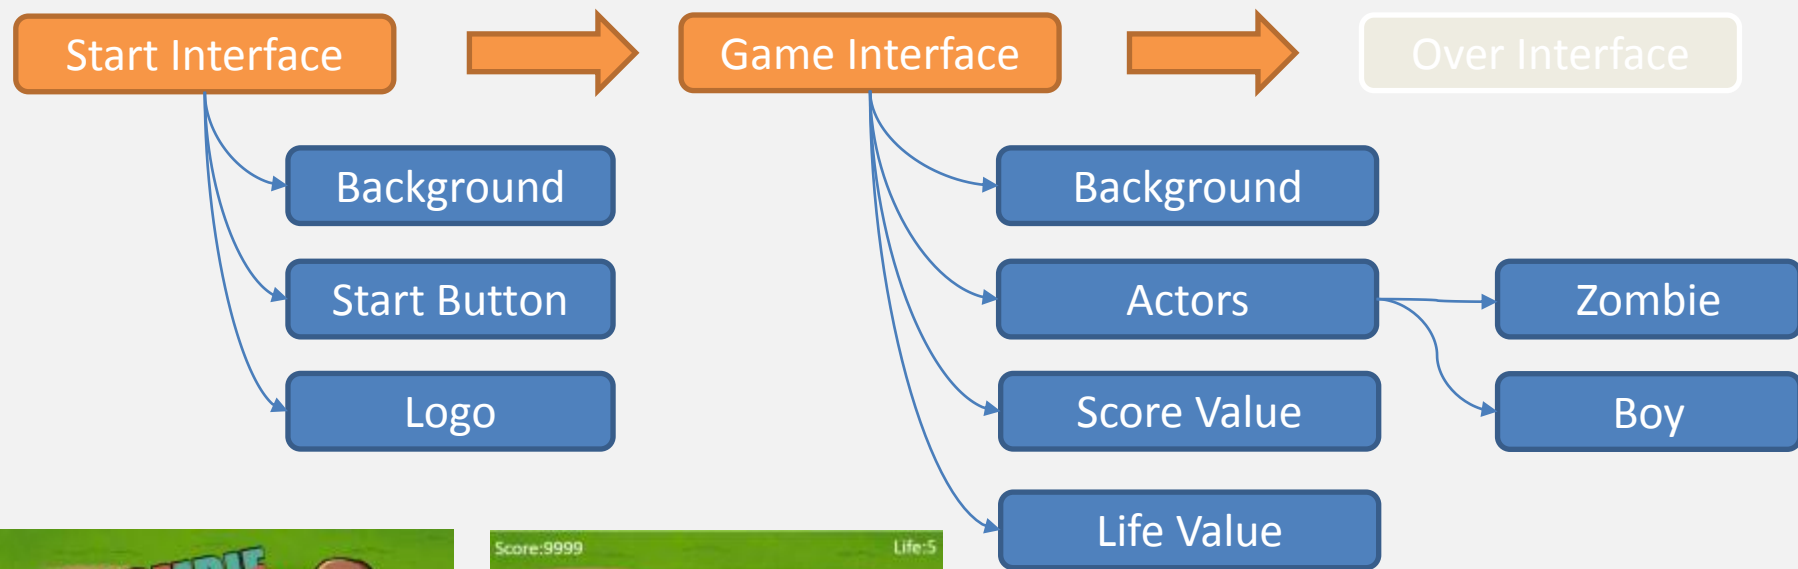 Start Interface
Game Interface
Over Interface
Background
Background
Start Button
Actors
Zombie
Logo
Score Value
Boy
Life Value
Score:9999
Life:5